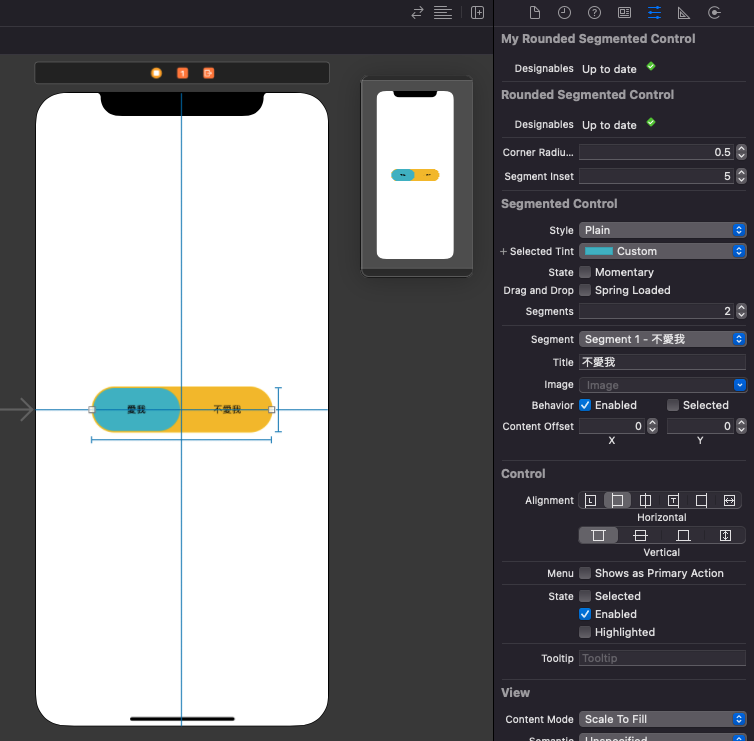 My Rounded Segmented Control
Designables Up to date
Rounded Segmented Control
Designables Up to date
Corner Radiu... 0.5
Segment Inset 5
Segmented Control
Style Plain
+ Selected Tint Custom
State Momentary
Drag and Drop Spring Loaded
Segments 2
Segment Segment 1 - 不愛我
Title 不愛我
Image Image
Behavior Enabled Selected
Content Offset 0 0
X Y
Control
Alignment
Horizontal
Vertical
Menu Shows as Primary Action
State Selected
Enabled
Highlighted
Tooltip Tooltip
View
Content Mode Scale To Fill
Semantic Unspecified
愛我 不愛我